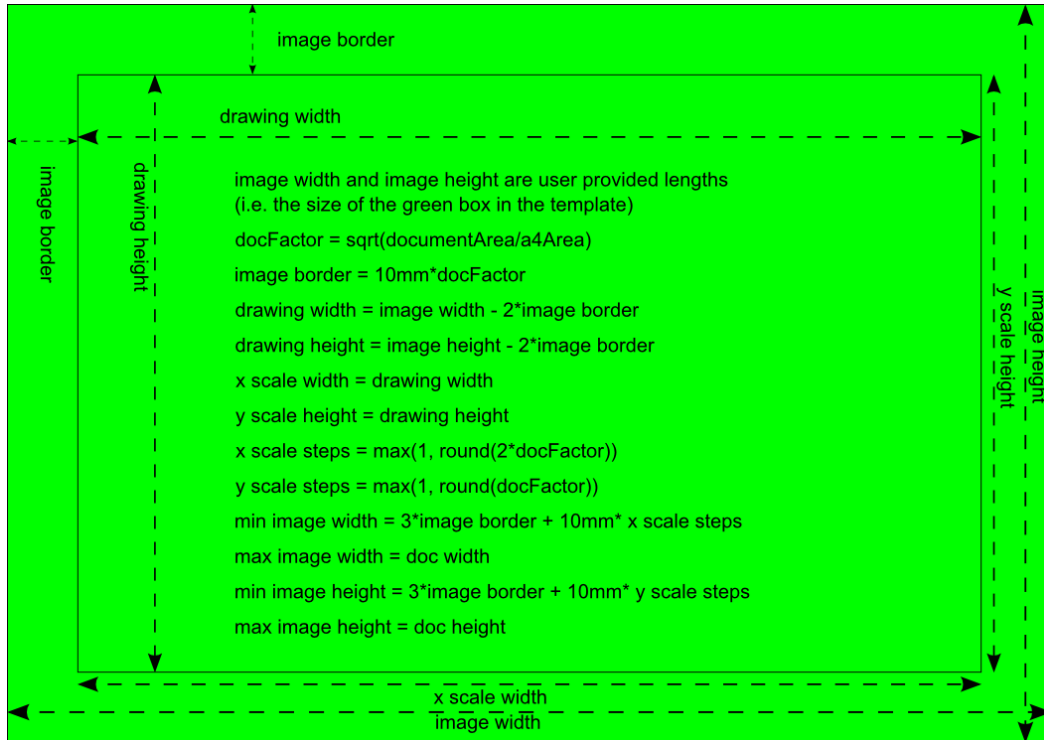 image border
drawing width
image border
drawing height
image width and image height are user provided lengths
(i.e. the size of the green box in the template)
docFactor = sqrt(documentArea/a4Area)
image border = 10mm*docFactor
drawing width = image width - 2*image border
drawing height = image height - 2*image border
x scale width = drawing width
y scale height = drawing height
x scale steps = max(1, round(2*docFactor))
y scale steps = max(1, round(docFactor))
min image width = 3*image border + 10mm* x scale steps
max image width = doc width
min image height = 3*image border + 10mm* y scale steps
max image height = doc height
y scale height
image height
x scale width
image width